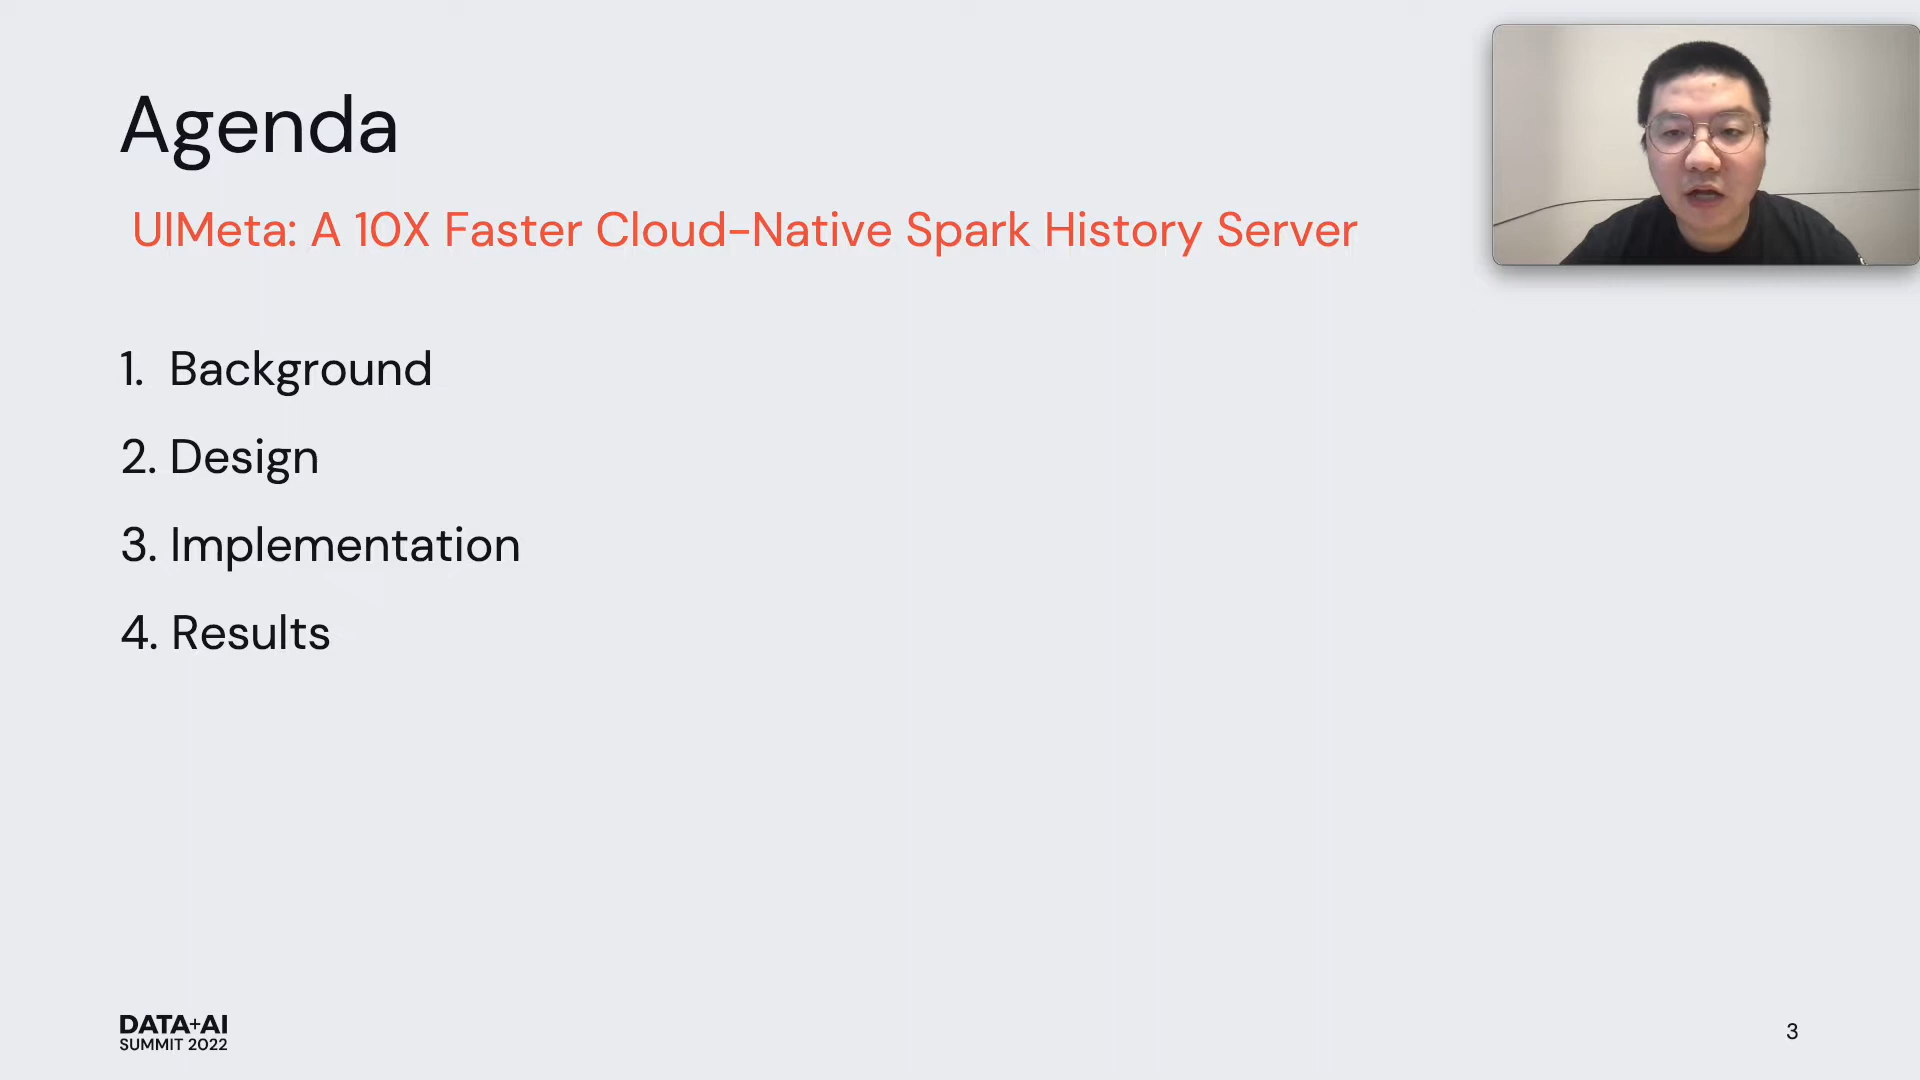 Agenda
UIMeta: A 10X Faster Cloud-Native Spark History Server
1. Background
2. Design
3. Implementation
4. Results
DATA+AI
SUMMIT 2022
3